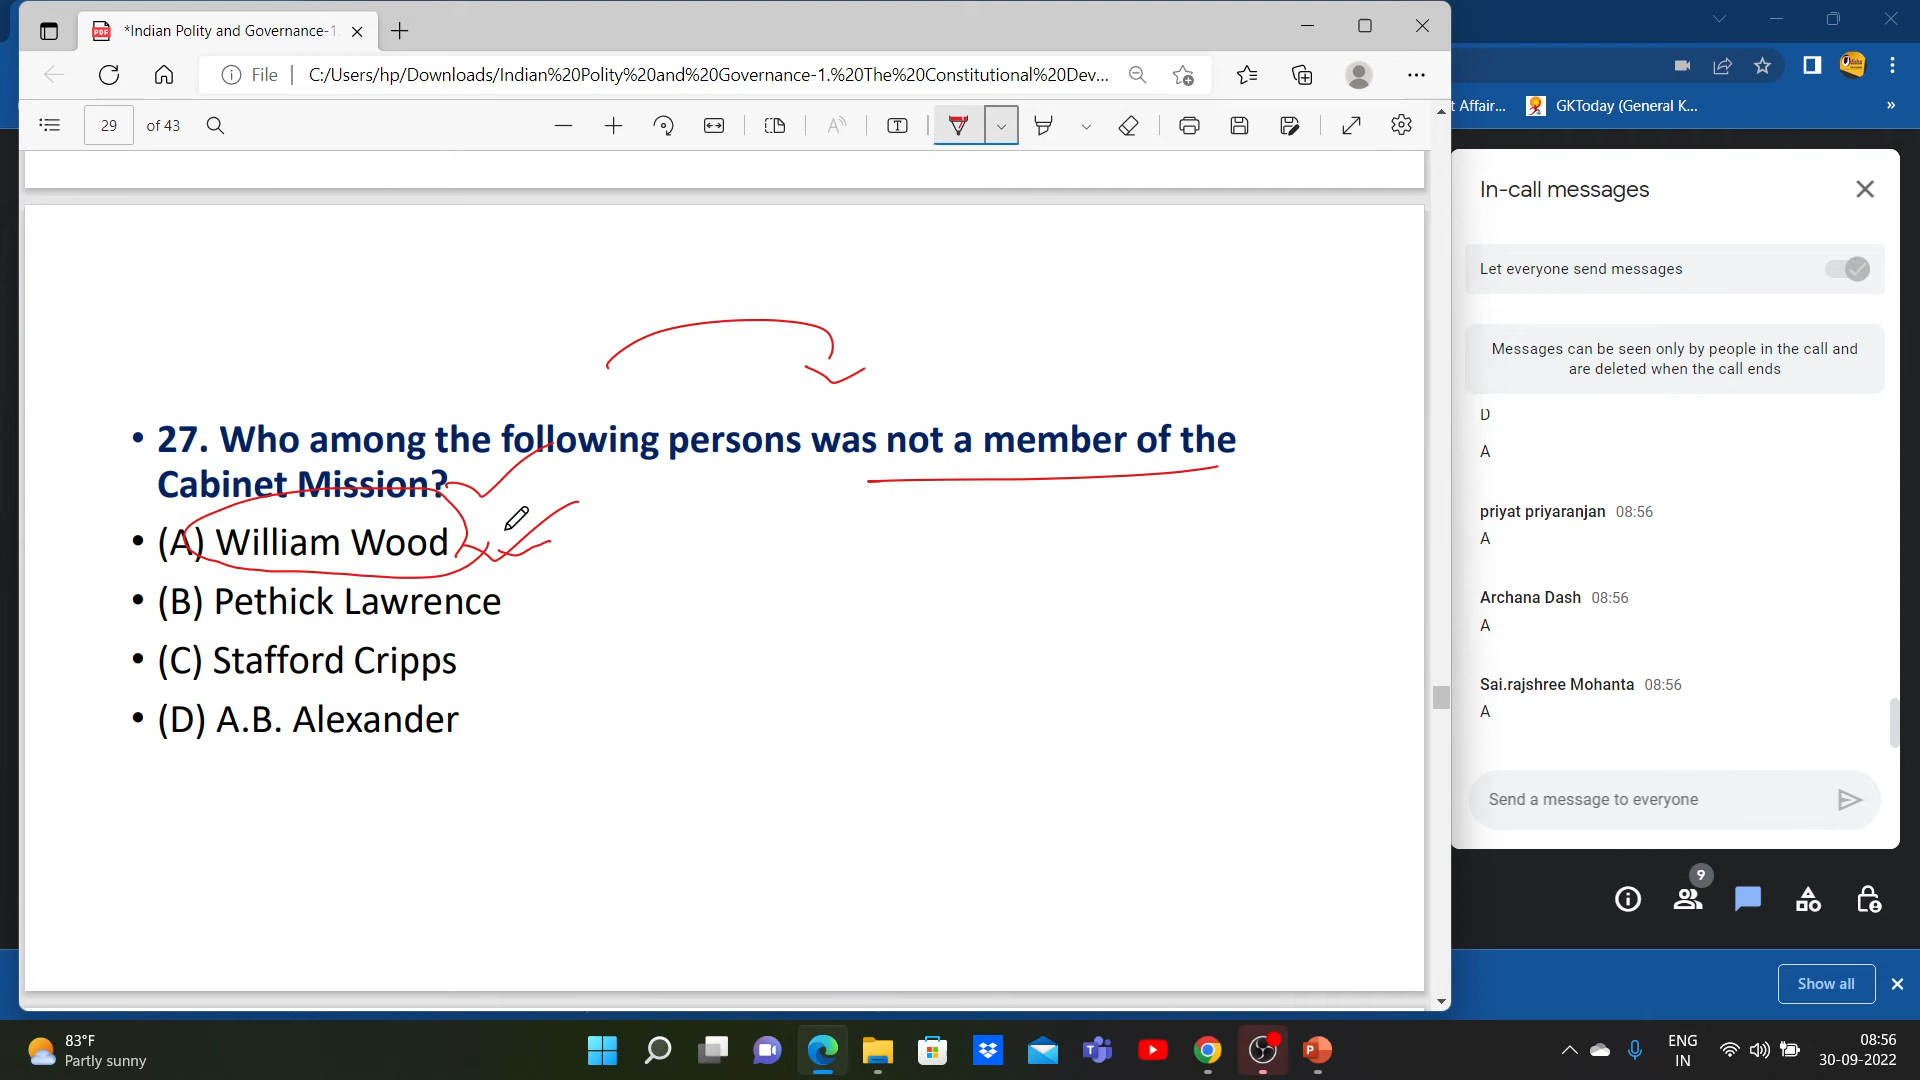 *Indian Polity and Governance-1
File
C:/Users/hp/Downloads/Indian%20Polity%20and%20Governance-1.%20The%20Constitutional%20Dev...
29
of 43
t Affair...
GKToday (General K...
27. Who among the following persons was not a member of the
Cabinet Mission?
(A) William Wood
(B) Pethick Lawrence
(C) Stafford Cripps
(D) A.B. Alexander
In-call messages
Let everyone send messages
Messages can be seen only by people in the call and
are deleted when the call ends
D
A
priyat priyaranjan 08:56
A
Archana Dash 08:56
A
Sai.rajshree Mohanta 08:56
A
Send a message to everyone
9
Show all
83°F
Partly sunny
ENG
IN
08:56
30-09-2022